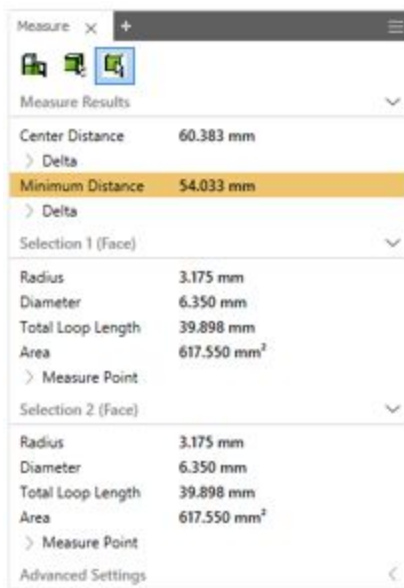 Measure
Measure Results
Center Distance 60.383 mm
Delta
Minimum Distance 54.033 mm
Delta
Selection 1 (Face)
Radius 3.175 mm
Diameter 6.350 mm
Total Loop Length 39.898 mm
Area 617.550 mm²
Measure Point
Selection 2 (Face)
Radius 3.175 mm
Diameter 6.350 mm
Total Loop Length 39.898 mm
Area 617.550 mm²
Measure Point
Advanced Settings